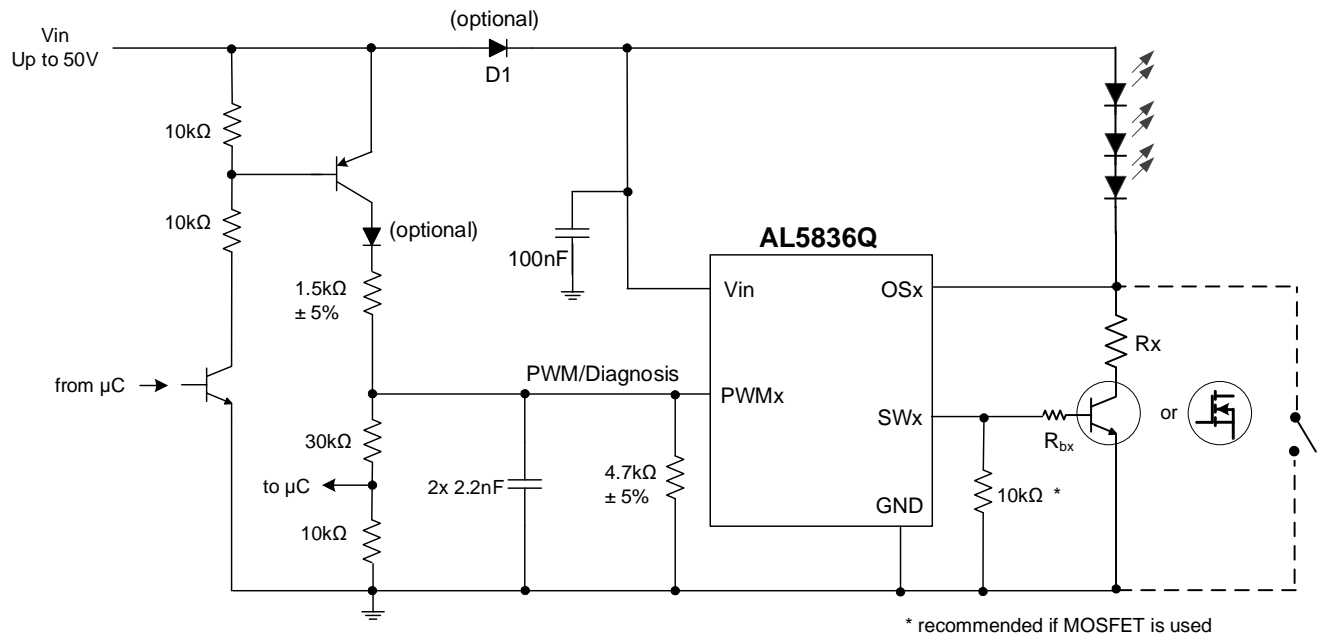 (optional)
Vin
Up to 50V
D1
10kΩ
10kΩ
(optional)
AL5836Q
100nF
1.5kΩ
± 5%
Vin
OSx
Rx
from µC
PWM/Diagnosis
PWMx
SWx
or
Rbx
30kΩ
to µC
2x 2.2nF
4.7kΩ
± 5%
10kΩ *
GND
10kΩ
* recommended if MOSFET is used